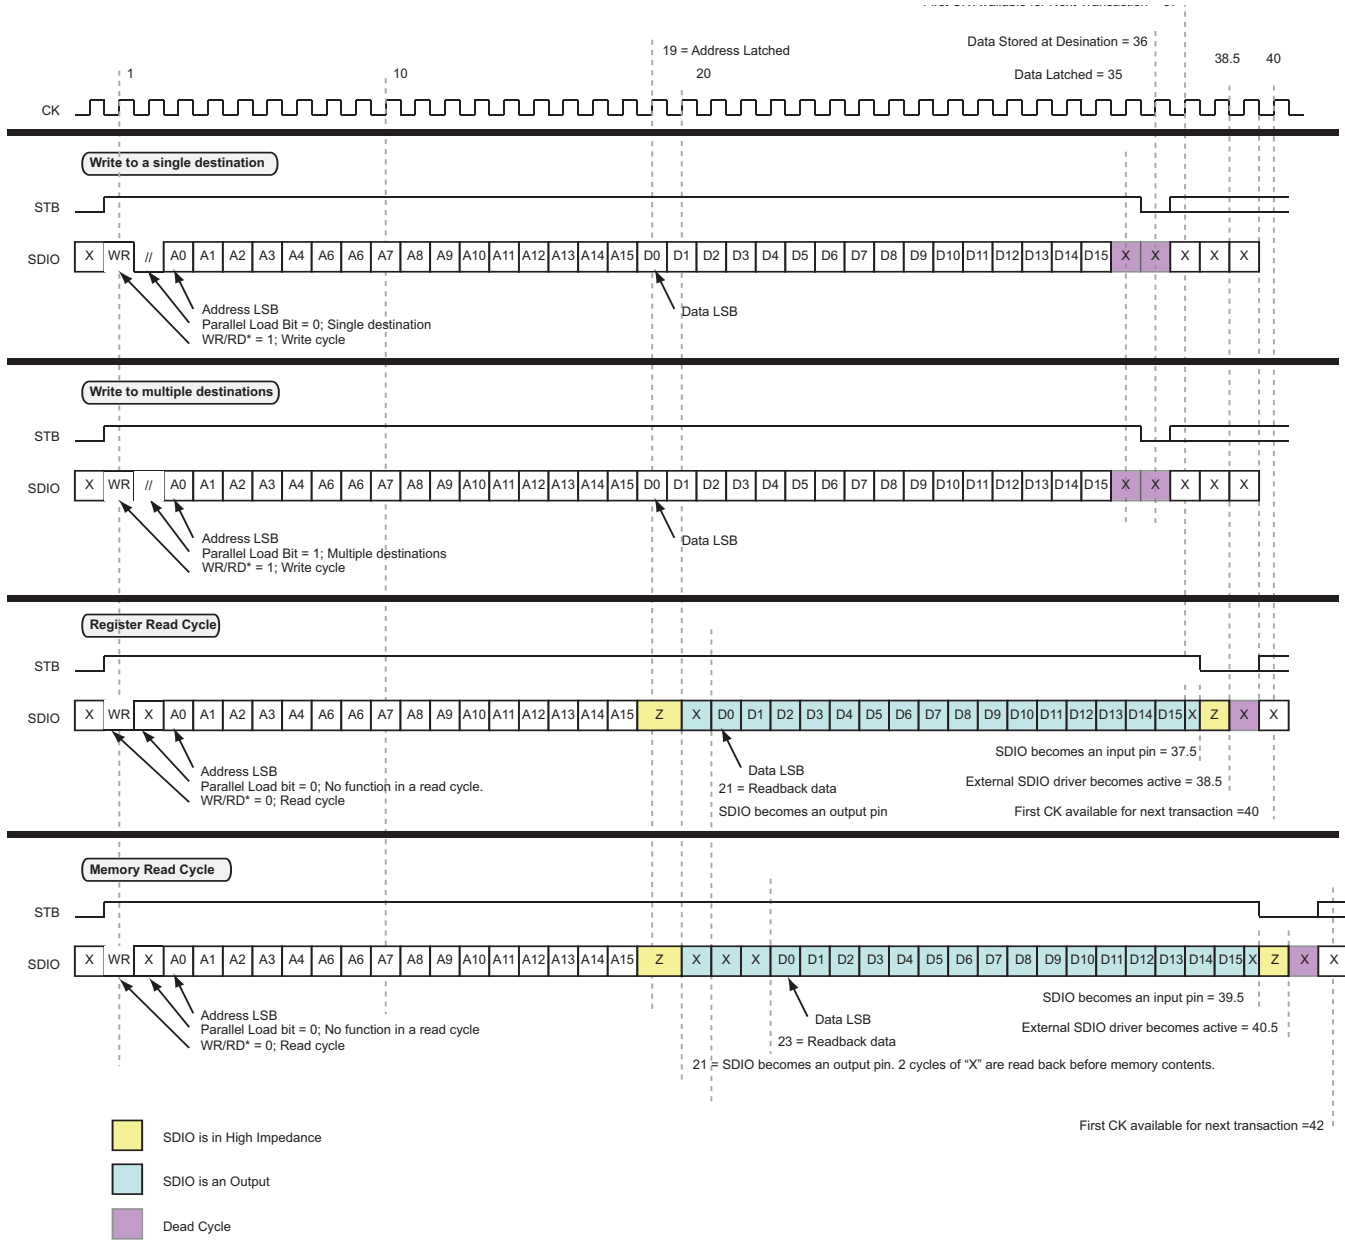 Data Stored at Desination = 36
19 = Address Latched
38.5 40
1 10 20 Data Latched = 35
CK
Write to a single destination
STB
SDIO X WR // A0 A1 A2 A3 A4 A6 A6 A7 A8 A9 A10 A11 A12 A13 A14 A15 D0 D1 D2 D3 D4 D5 D6 D7 D8 D9 D10 D11 D12 D13 D14 D15 X X X X X
Address LSB
Data LSB
Parallel Load Bit = 0; Single destination
WR/RD* = 1; Write cycle
Write to multiple destinations
STB
SDIO X WR // A0 A1 A2 A3 A4 A6 A6 A7 A8 A9 A10 A11 A12 A13 A14 A15 D0 D1 D2 D3 D4 D5 D6 D7 D8 D9 D10 D11 D12 D13 D14 D15 X X X X X
Address LSB
Data LSB
Parallel Load Bit = 1; Multiple destinations
WR/RD* = 1; Write cycle
Register Read Cycle
STB
SDIO X WR X A0 A1 A2 A3 A4 A6 A6 A7 A8 A9 A10 A11 A12 A13 A14 A15 Z X D0 D1 D2 D3 D4 D5 D6 D7 D8 D9 D10 D11 D12 D13 D14 D15 X Z X X
SDIO becomes an input pin = 37.5
Address LSB
Data LSB
Parallel Load bit = 0; No function in a read cycle.
External SDIO driver becomes active = 38.5
21 = Readback data
WR/RD* = 0; Read cycle
SDIO becomes an output pin
First CK available for next transaction =40
Memory Read Cycle
STB
SDIO X WR X A0 A1 A2 A3 A4 A6 A6 A7 A8 A9 A10 A11 A12 A13 A14 A15 Z X X X D0 D1 D2 D3 D4 D5 D6 D7 D8 D9 D10 D11 D12 D13 D14 D15 X Z X X
SDIO becomes an input pin = 39.5
Address LSB
Data LSB
Parallel Load bit = 0; No function in a read cycle
External SDIO driver becomes active = 40.5
WR/RD* = 0; Read cycle
23 = Readback data
21 = SDIO becomes an output pin. 2 cycles of “X” are read back before memory contents.
First CK available for next transaction =42
SDIO is in High Impedance
SDIO is an Output
Dead Cycle